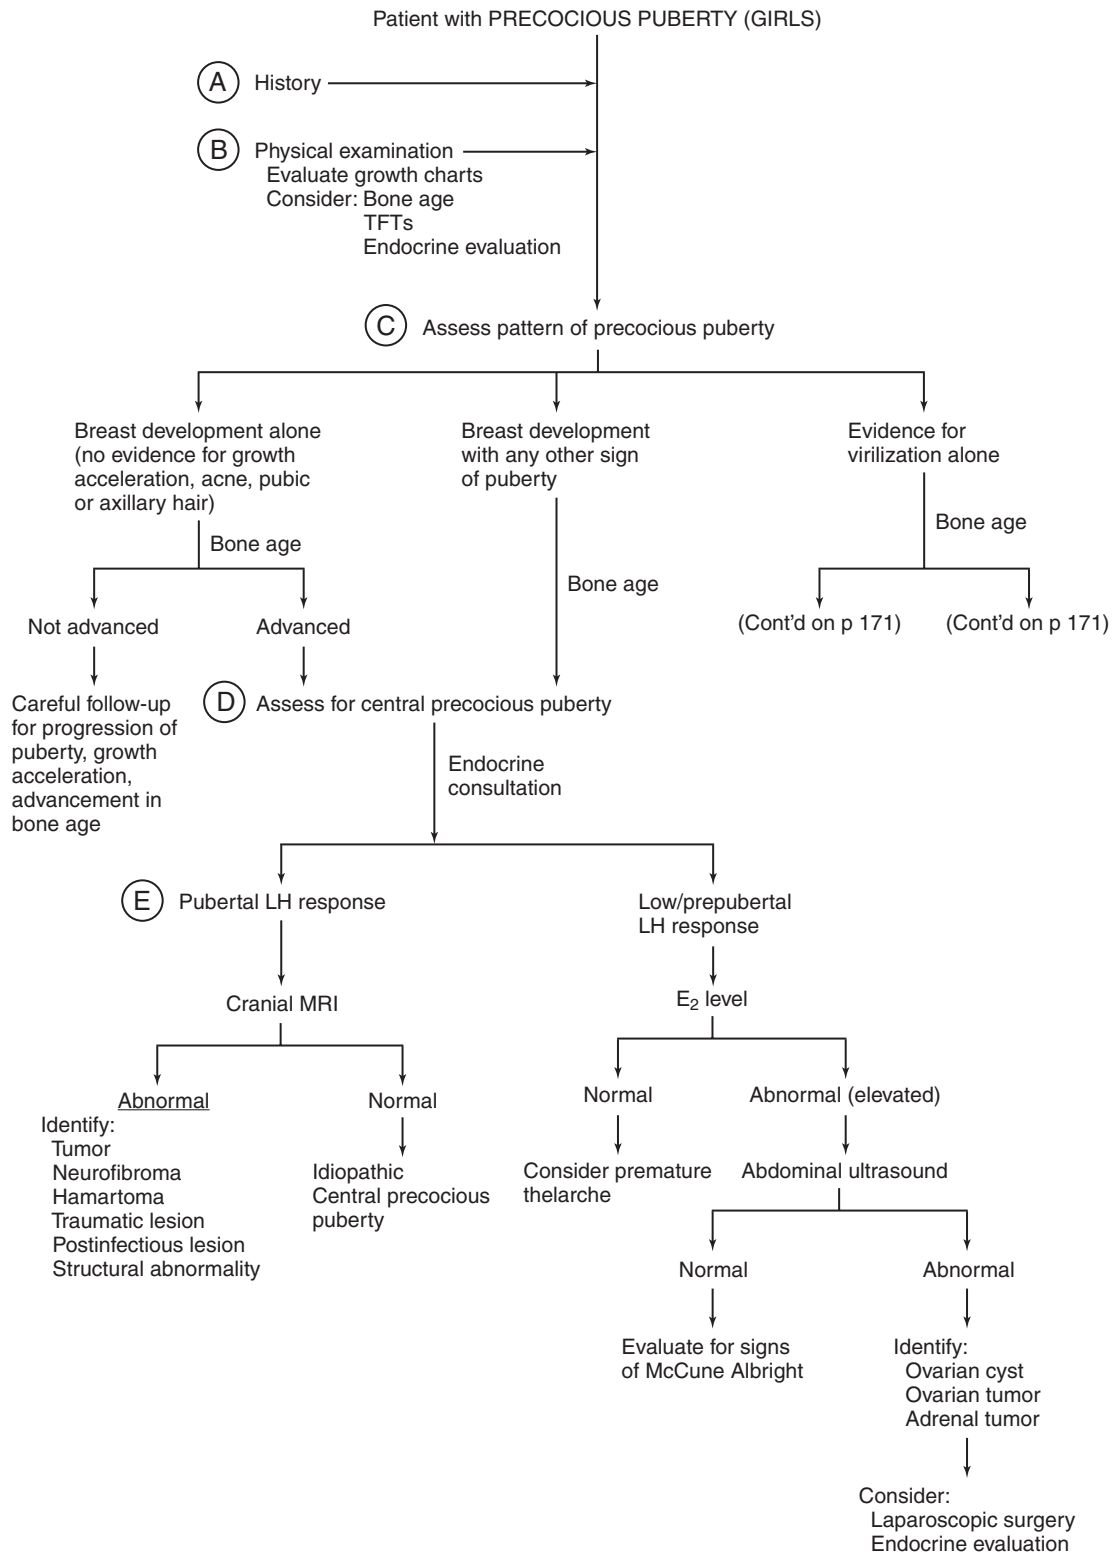 Patient with PRECOCIOUS PUBERTY (GIRLS)
A History
B Physical examination
Evaluate growth charts
Consider: Bone age
TFTs
Endocrine evaluation
C Assess pattern of precocious puberty
Breast development alone
(no evidence for growth
acceleration, acne, pubic
or axillary hair)
Breast development
with any other sign
of puberty
Evidence for
virilization alone
Bone age
Bone age
Bone age
Not advanced
Advanced
(Cont'd on p 171)
(Cont'd on p 171)
Careful follow-up
for progression of
puberty, growth
acceleration,
advancement in
bone age
D Assess for central precocious puberty
Endocrine
consultation
E Pubertal LH response
Low/prepubertal
LH response
Cranial MRI
E2 level
Abnormal
Identify:
Tumor
Neurofibroma
Hamartoma
Traumatic lesion
Postinfectious lesion
Structural abnormality
Normal
Idiopathic
Central precocious
puberty
Normal
Consider premature
thelarche
Abnormal (elevated)
Abdominal ultrasound
Normal
Evaluate for signs
of McCune Albright
Abnormal
Identify:
Ovarian cyst
Ovarian tumor
Adrenal tumor
Consider:
Laparoscopic surgery
Endocrine evaluation